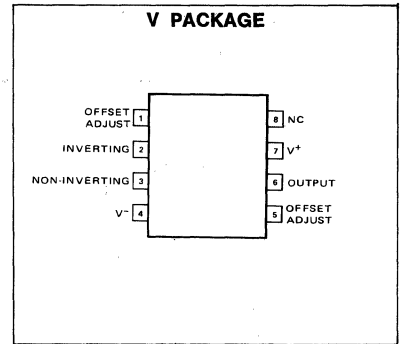 V PACKAGE
OFFSET
ADJUST 1
INVERTING 2
NON-INVERTING 3
V⁻ 4
8 NC
7 V⁺
6 OUTPUT
5 OFFSET
ADJUST